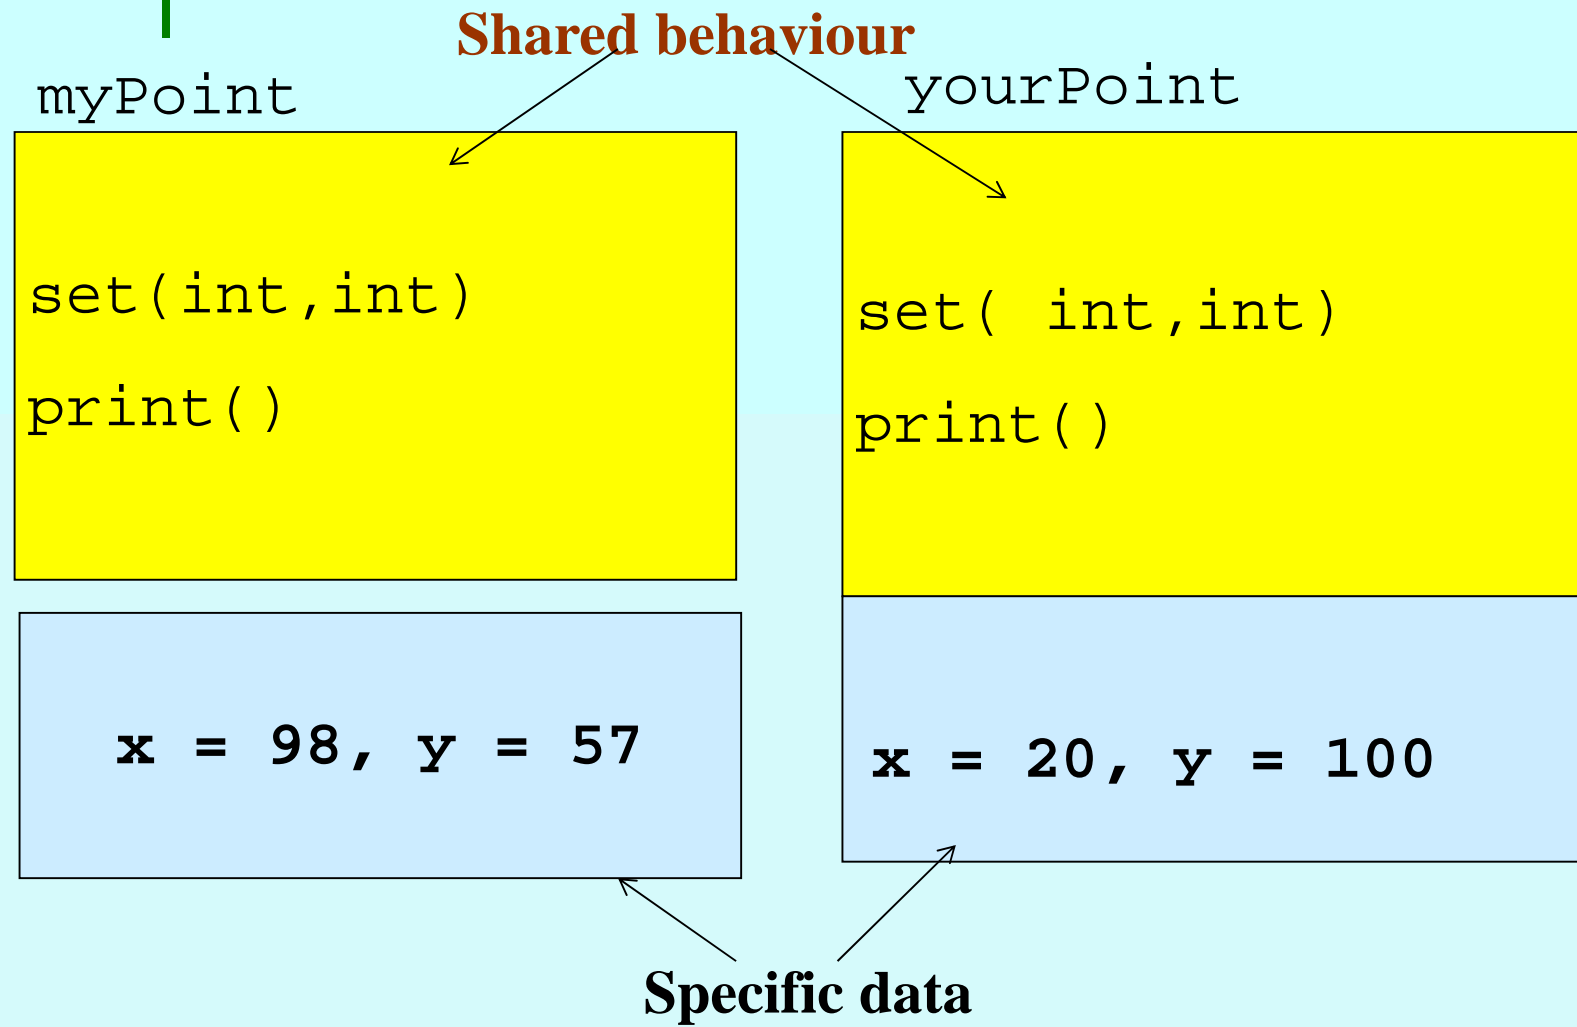 Shared behaviour
myPoint
yourPoint
set(int,int)
print()
set( int,int)
print()
x = 98, y = 57
x = 20, y = 100
Specific data